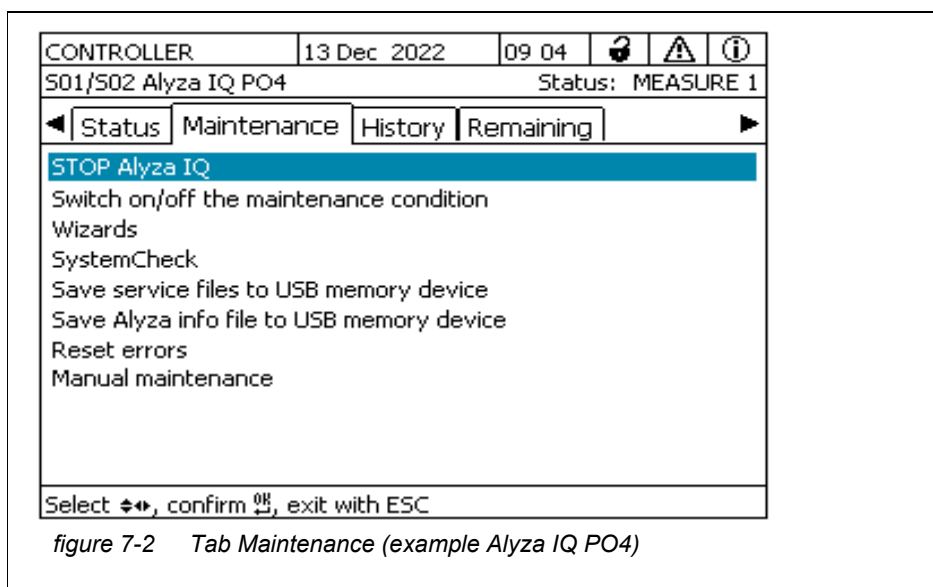 CONTROLLER 13 Dec 2022 09 04
S01/S02 Alyza IQ PO4 Status: MEASURE 1
Status Maintenance History Remaining
STOP Alyza IQ
Switch on/off the maintenance condition
Wizards
SystemCheck
Save service files to USB memory device
Save Alyza info file to USB memory device
Reset errors
Manual maintenance
Select , confirm OK, exit with ESC
figure 7-2 Tab Maintenance (example Alyza IQ PO4)